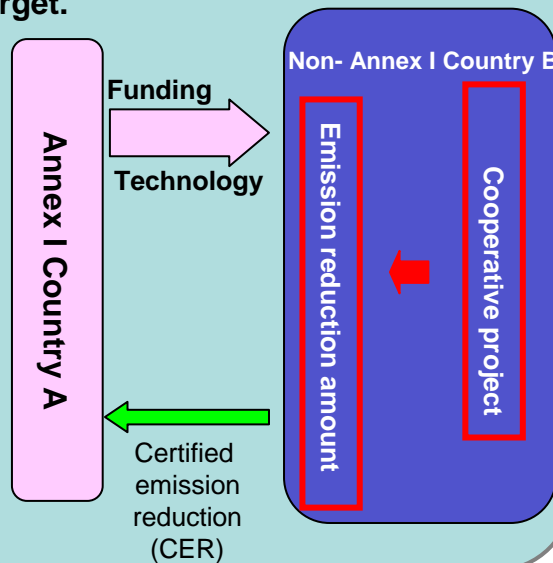 rget.
Non- Annex I Country B
Funding
Technology
Annex I Country A
Emission reduction amount
Cooperative project
Certified
emission
reduction
(CER)